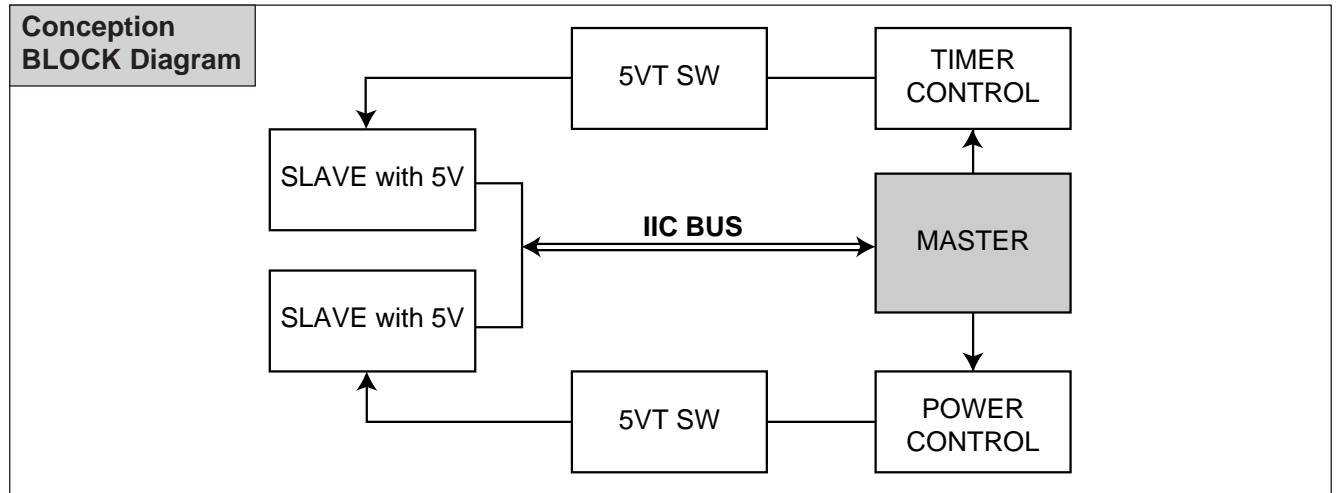 Conception
BLOCK Diagram
5VT SW
TIMER
CONTROL
SLAVE with 5V
IIC BUS
MASTER
SLAVE with 5V
5VT SW
POWER
CONTROL